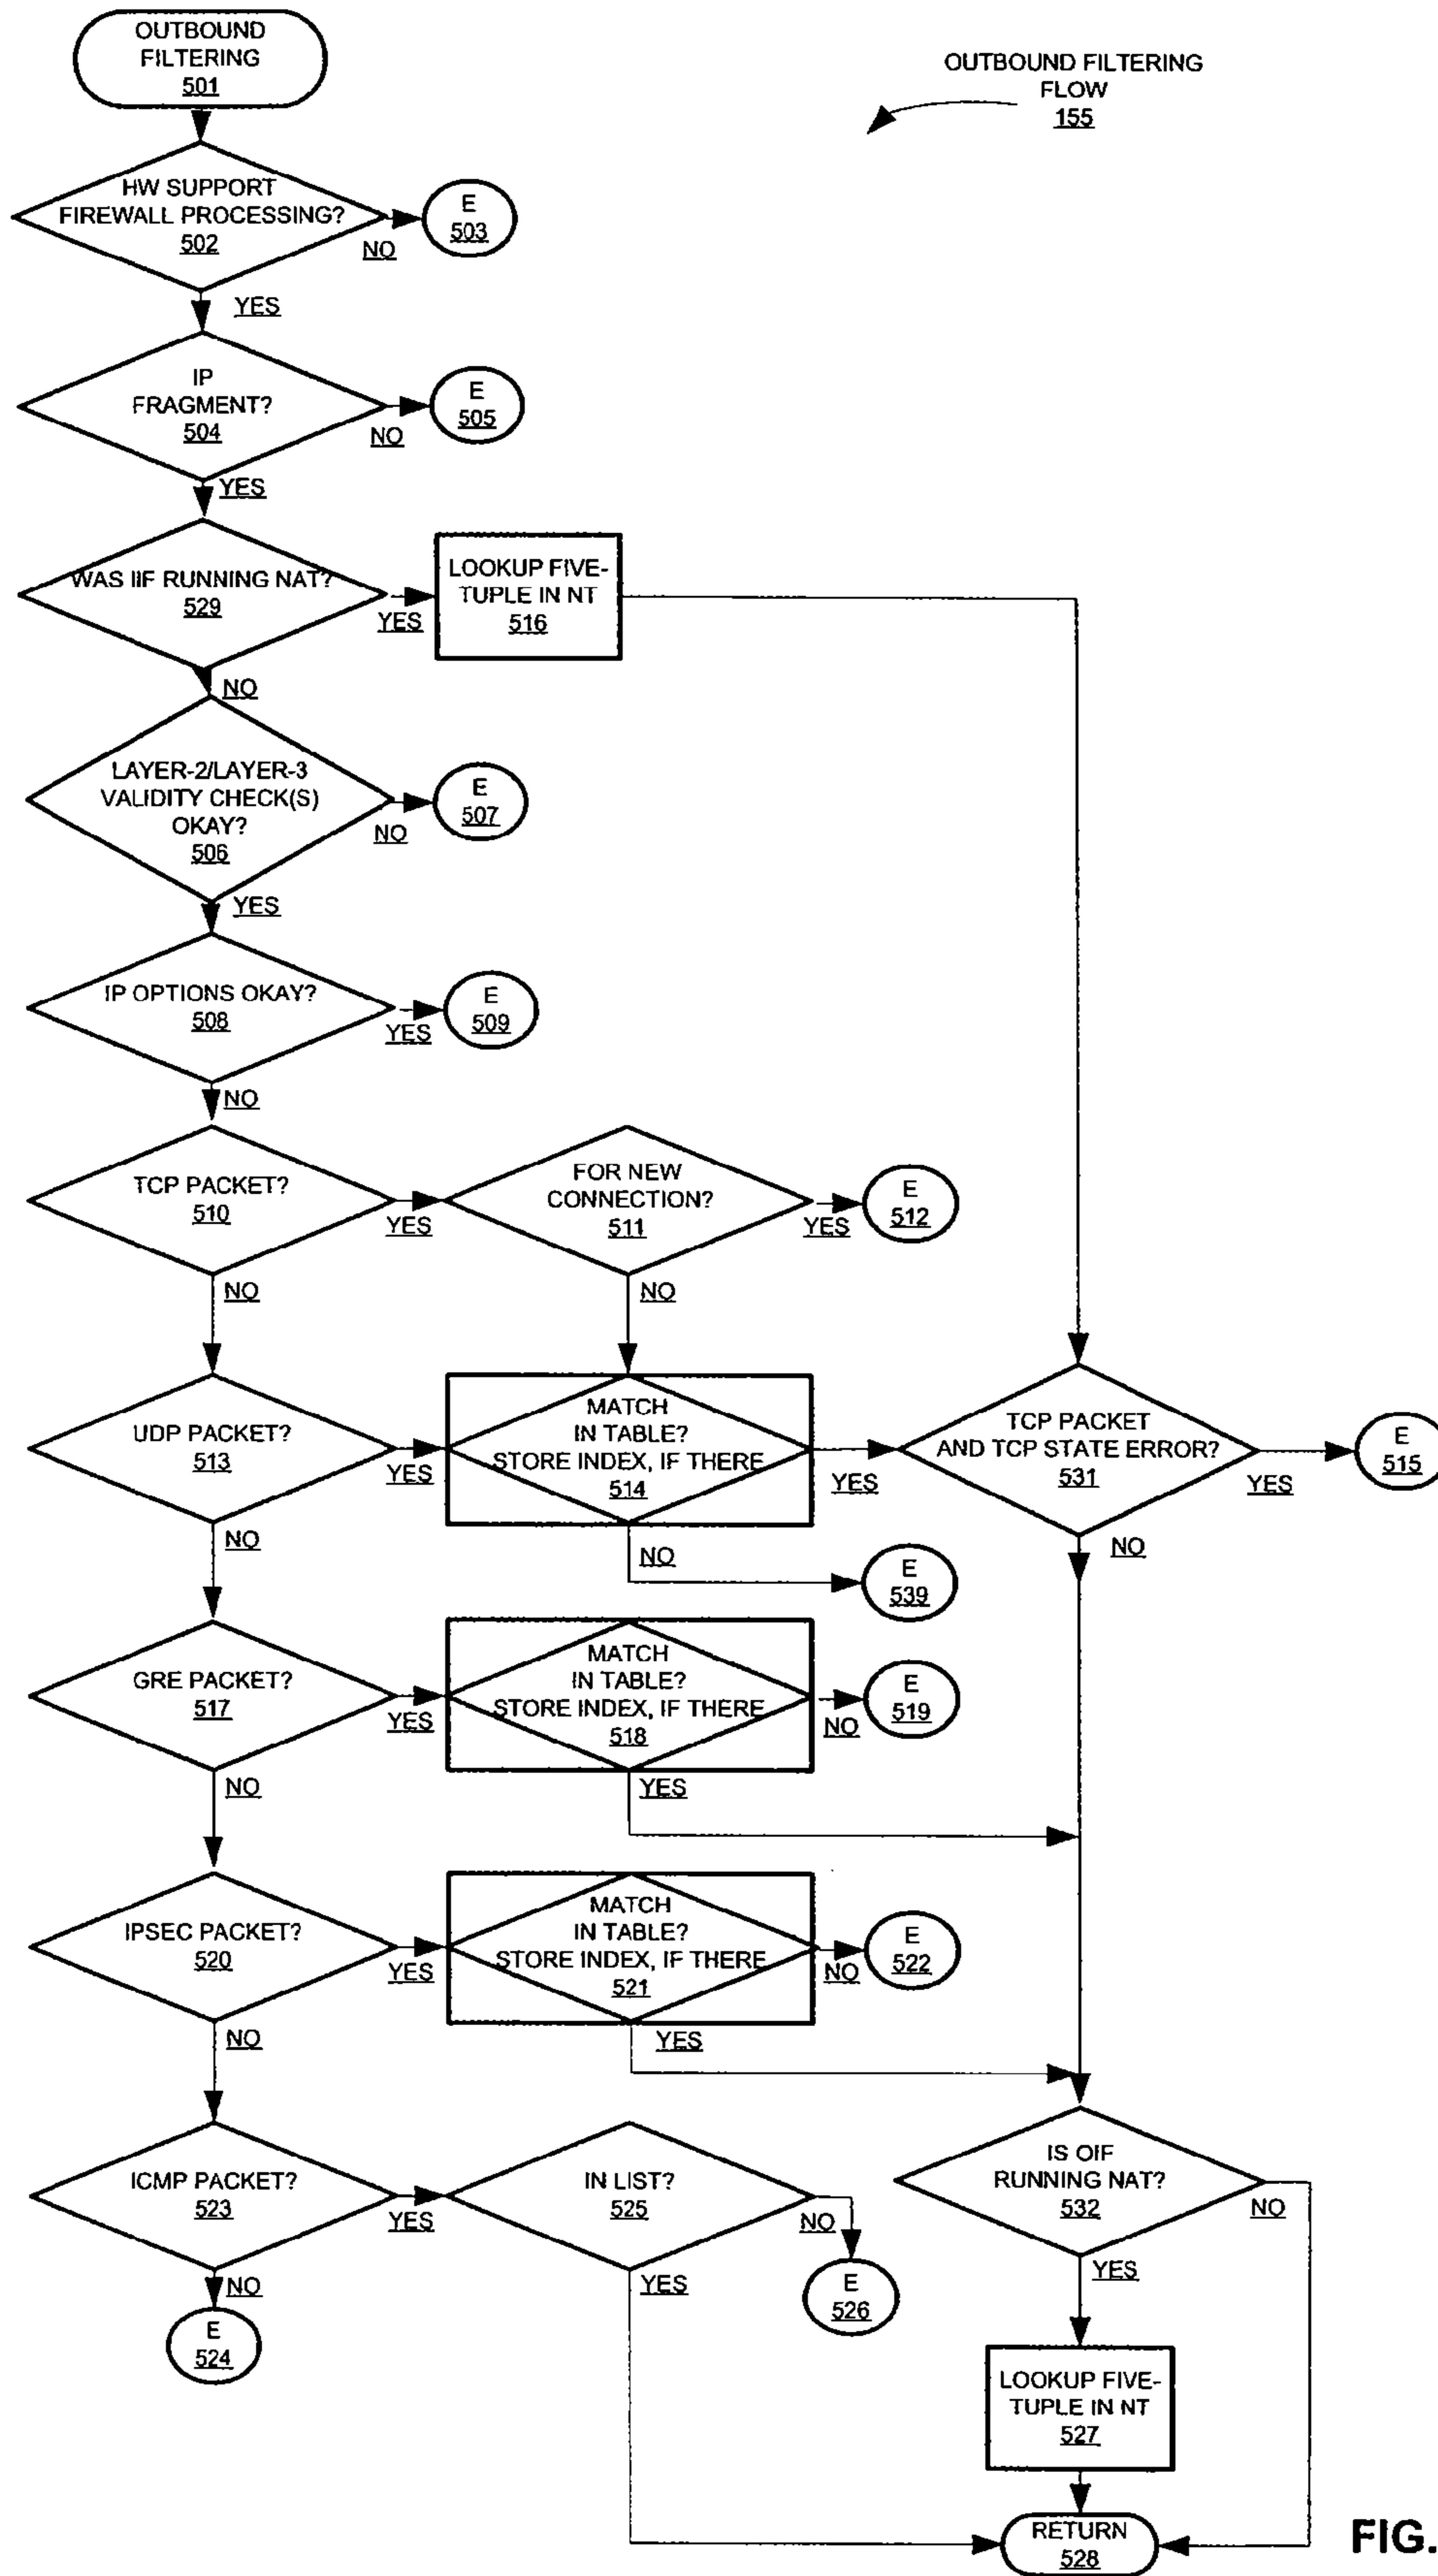 OUTBOUND
FILTERING
501
OUTBOUND FILTERING
FLOW
155
HW SUPPORT
FIREWALL PROCESSING?
502
NO
E
503
YES
IP
FRAGMENT?
504
NO
E
505
YES
WAS IIF RUNNING NAT?
529
YES
LOOKUP FIVE-
TUPLE IN NT
516
NO
LAYER-2/LAYER-3
VALIDITY CHECK(S)
OKAY?
506
NO
E
507
YES
IP OPTIONS OKAY?
508
YES
E
509
NO
TCP PACKET?
510
YES
FOR NEW
CONNECTION?
511
YES
E
512
NO
NO
UDP PACKET?
513
YES
MATCH
IN TABLE?
STORE INDEX, IF THERE
514
YES
TCP PACKET
AND TCP STATE ERROR?
531
YES
E
515
NO
NO
E
539
NO
GRE PACKET?
517
YES
MATCH
IN TABLE?
STORE INDEX, IF THERE
518
NO
E
519
NO
YES
IPSEC PACKET?
520
YES
MATCH
IN TABLE?
STORE INDEX, IF THERE
521
NO
E
522
NO
YES
ICMP PACKET?
523
YES
IN LIST?
525
NO
E
526
IS OIF
RUNNING NAT?
532
NO
NO
E
524
YES
YES
LOOKUP FIVE-
TUPLE IN NT
527
RETURN
528
FIG.